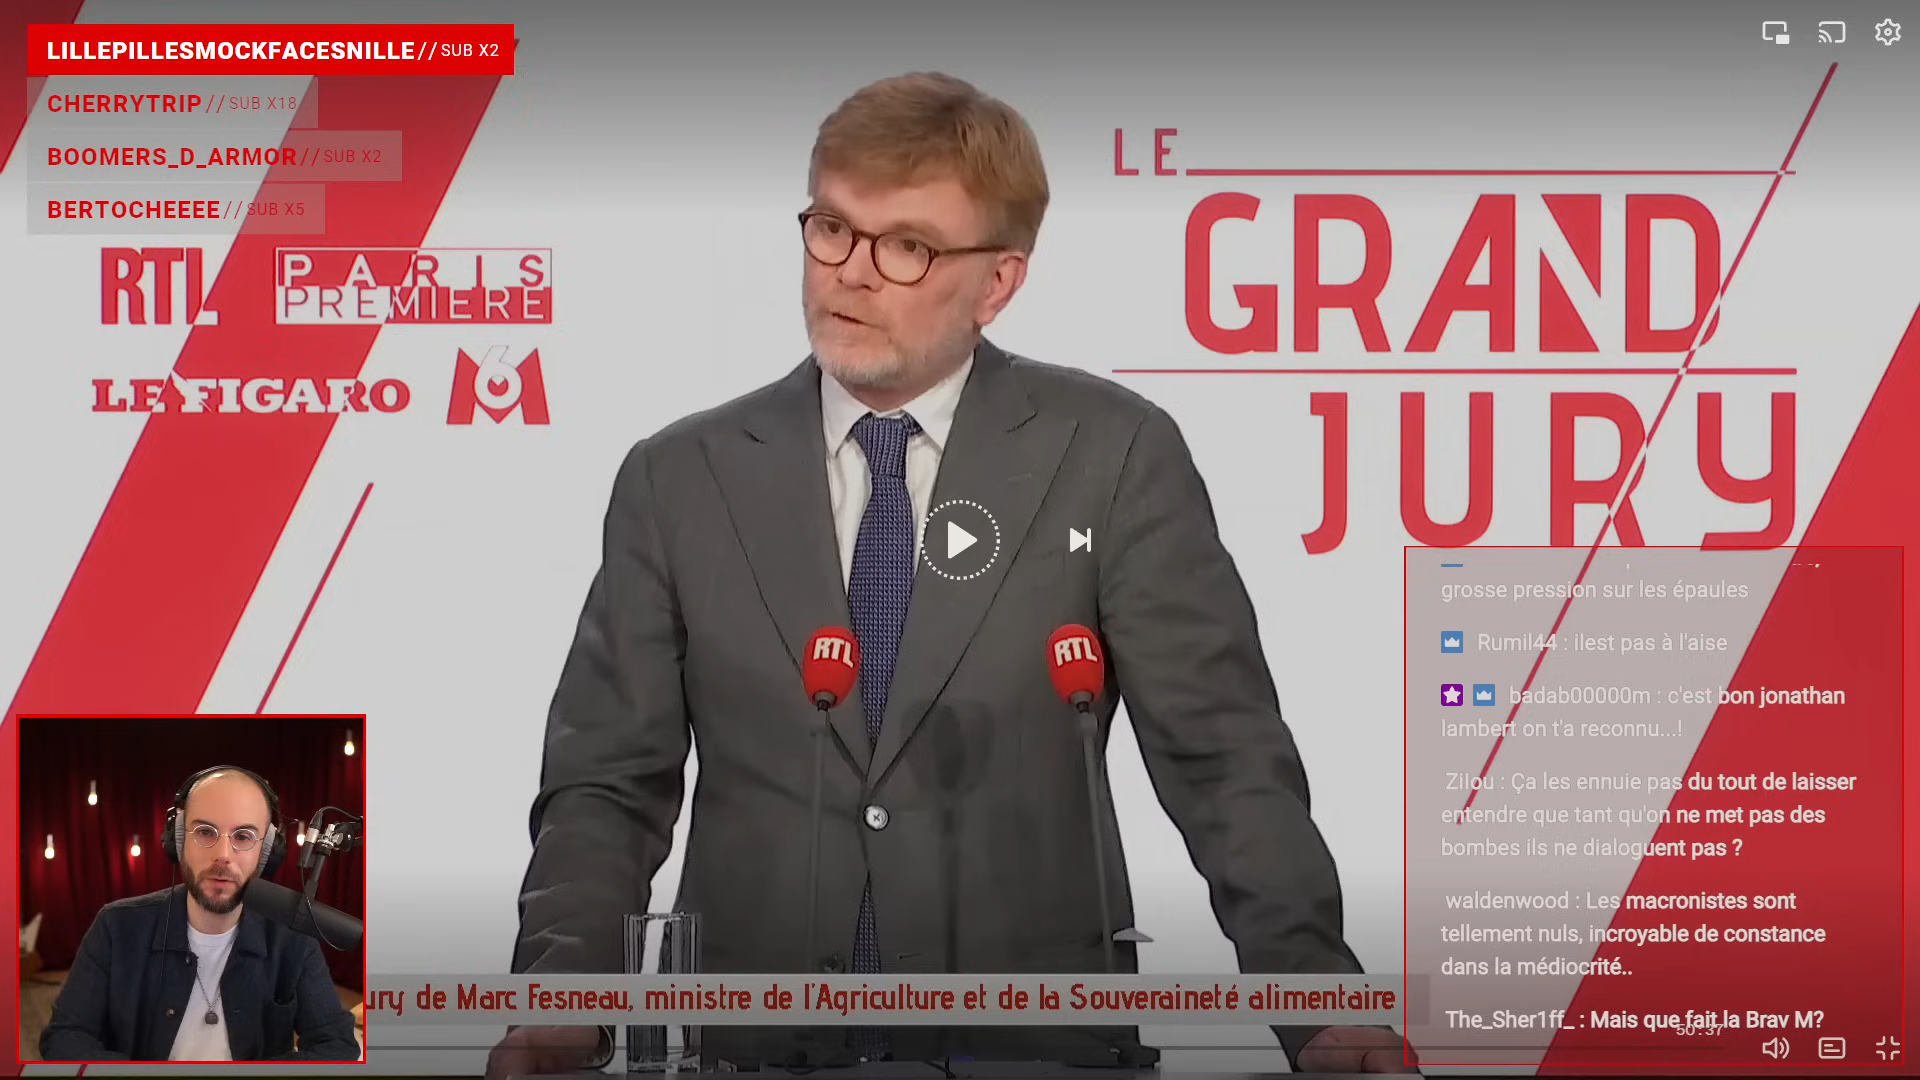 LILLEPILLESMOCKFACESNILLE // SUB X2
CHERRYTRIP // SUB X18
BOOMERS_D_ARMOR // SUB X2
BERTOCHEEEE // SUB X5
RTL
PARIS
PREMIERE
LE FIGARO
M6
LE
GRAND
JURY
RTL
RTL
grosse pression sur les épaules
Rumil44 : ilest pas à l'aise
badab00000m : c'est bon jonathan
lambert on t'a reconnu...!
Zilou : Ça les ennuie pas du tout de laisser
entendre que tant qu'on ne met pas des
bombes ils ne dialoguent pas ?
waldenwood : Les macronistes sont
tellement nuls, incroyable de constance
dans la médiocrité..
The_Sher1ff_ : Mais que fait la Brav M?
50:37
ury de Marc Fesneau, ministre de l'Agriculture et de la Souveraineté alimentaire